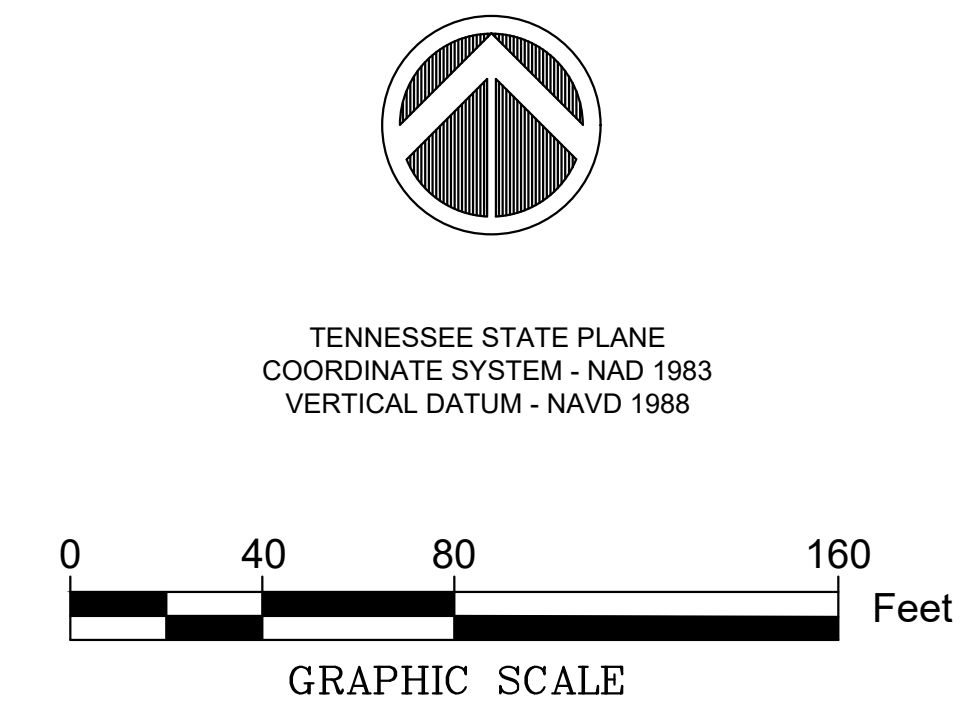 TENNESSEE STATE PLANE
COORDINATE SYSTEM - NAD 1983
VERTICAL DATUM - NAVD 1988
0 40 80 160
Feet
GRAPHIC SCALE